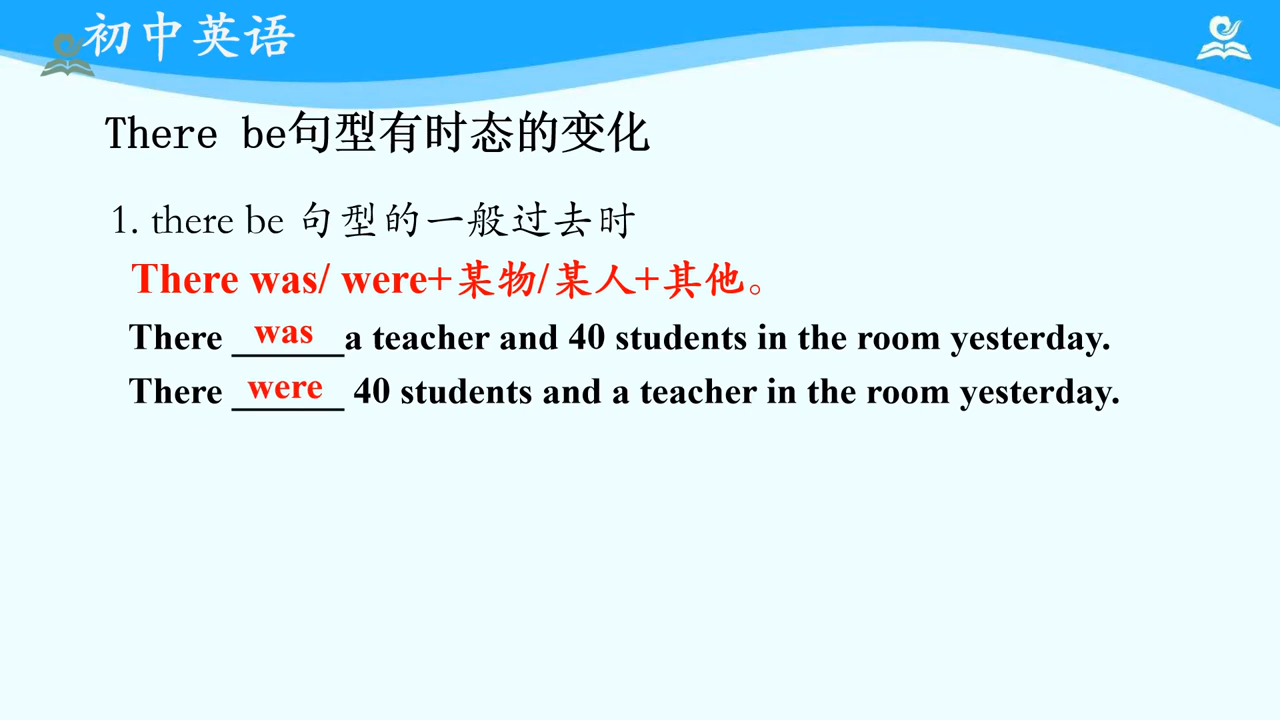 初中英语
There be句型有时态的变化
1. there be 句型的一般过去时
There was/ were+某物/某人+其他。
There ______ was a teacher and 40 students in the room yesterday.
There ______ were 40 students and a teacher in the room yesterday.